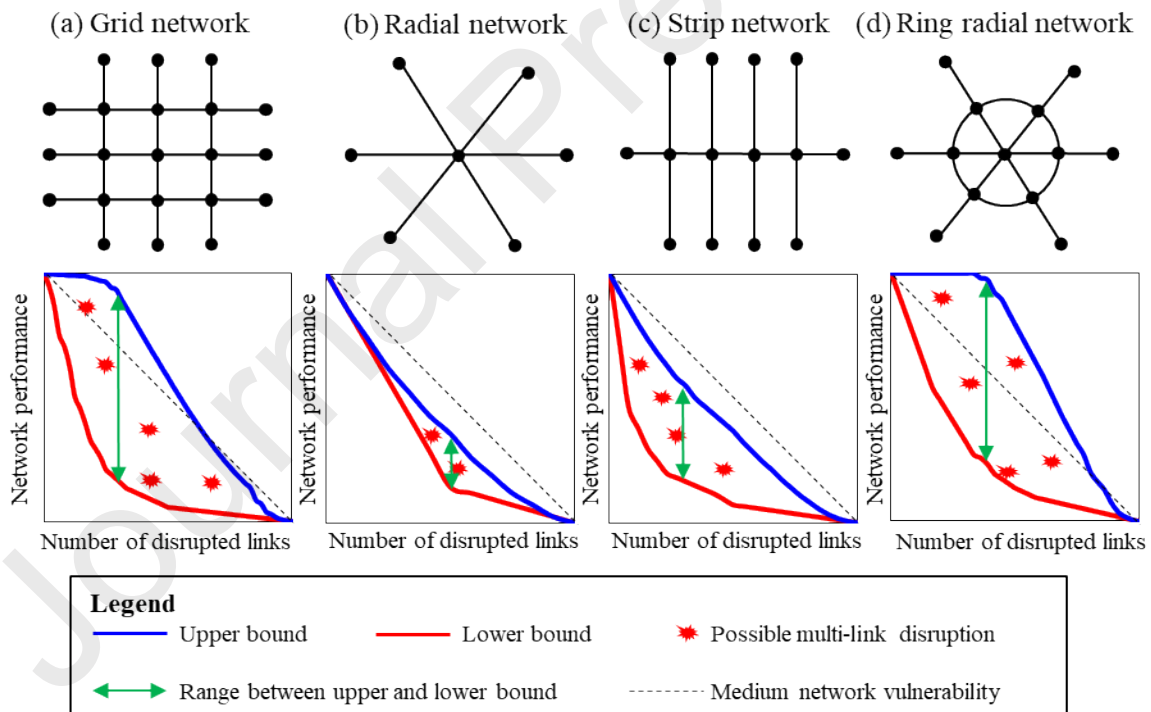 (a) Grid network
(b) Radial network
(c) Strip network
(d) Ring radial network
Network performance
Network performance
Network performance
Network performance
Number of disrupted links
Number of disrupted links
Number of disrupted links
Number of disrupted links
Legend
Upper bound
Lower bound
Possible multi-link disruption
Range between upper and lower bound
Medium network vulnerability
Journal Pre